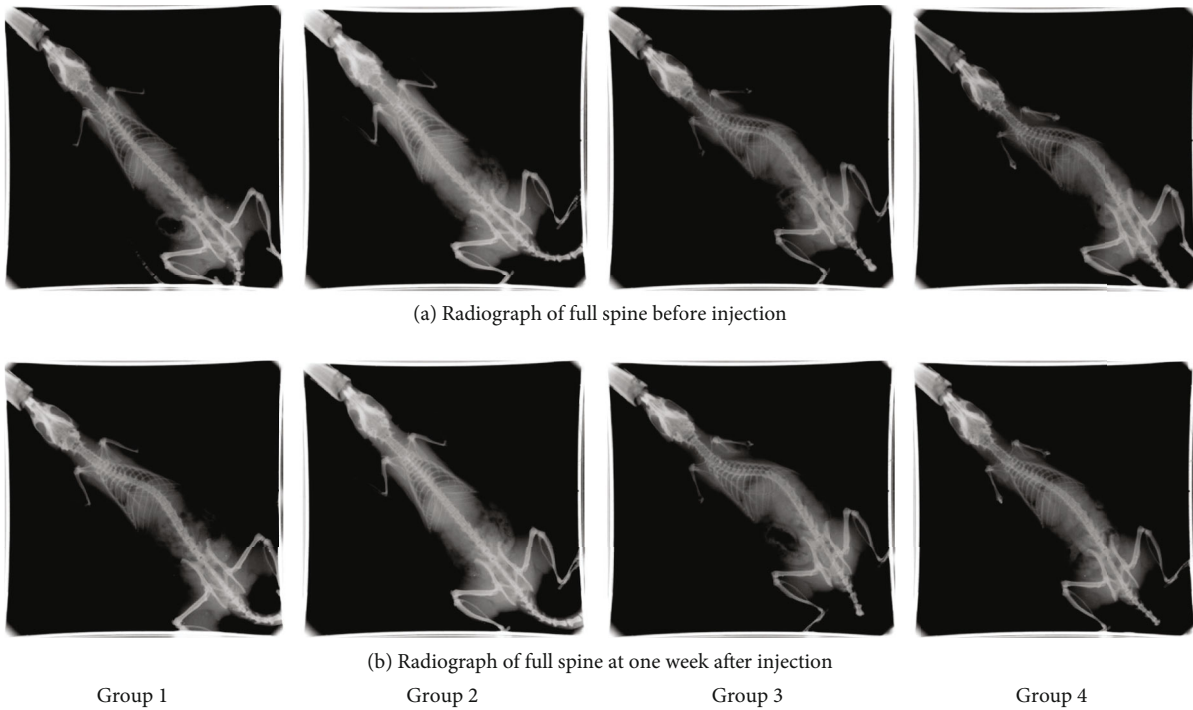 (a) Radiograph of full spine before injection
(b) Radiograph of full spine at one week after injection
Group 1
Group 2
Group 3
Group 4